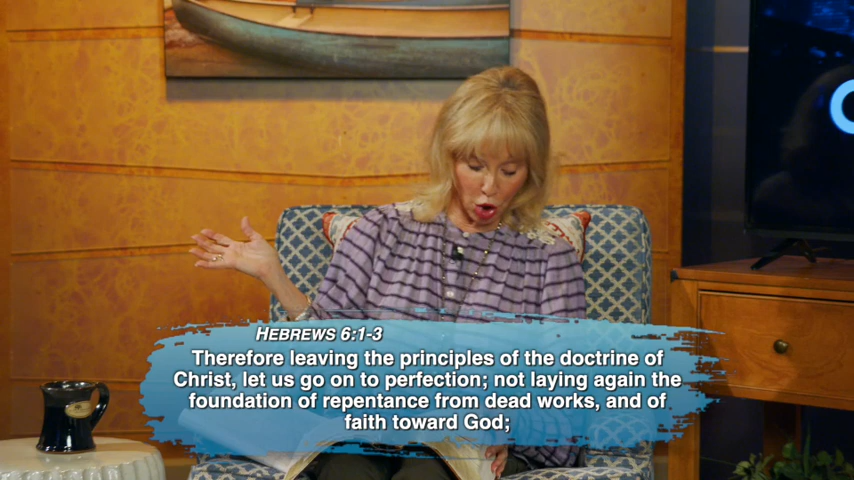 HEBREWS 6:1-3
Therefore leaving the principles of the doctrine of
Christ, let us go on to perfection; not laying again the
foundation of repentance from dead works, and of
faith toward God;